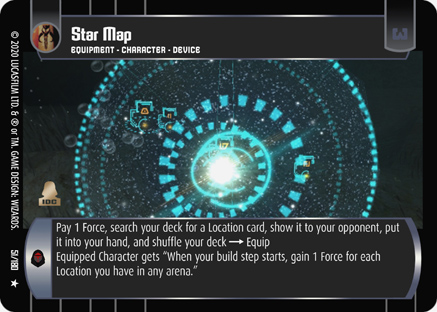 Star Map
EQUIPMENT - CHARACTER - DEVICE
Pay 1 Force, search your deck for a Location card, show it to your opponent, put
it into your hand, and shuffle your deck → Equip
Equipped Character gets "When your build step starts, gain 1 Force for each
Location you have in any arena."
© 2020 LUCASFILM LTD. & ® or TM. GAME DESIGN: WIZARDS.
51/180 ★